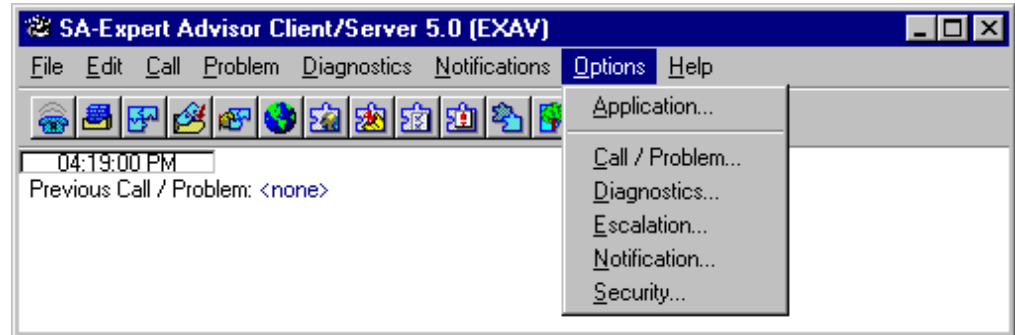 SA-Expert Advisor Client/Server 5.0 (EXAV)
File Edit Call Problem Diagnostics Notifications Options Help
Application...
04:19:00 PM
Call / Problem...
Previous Call / Problem: <none>
Diagnostics...
Escalation...
Notification...
Security...